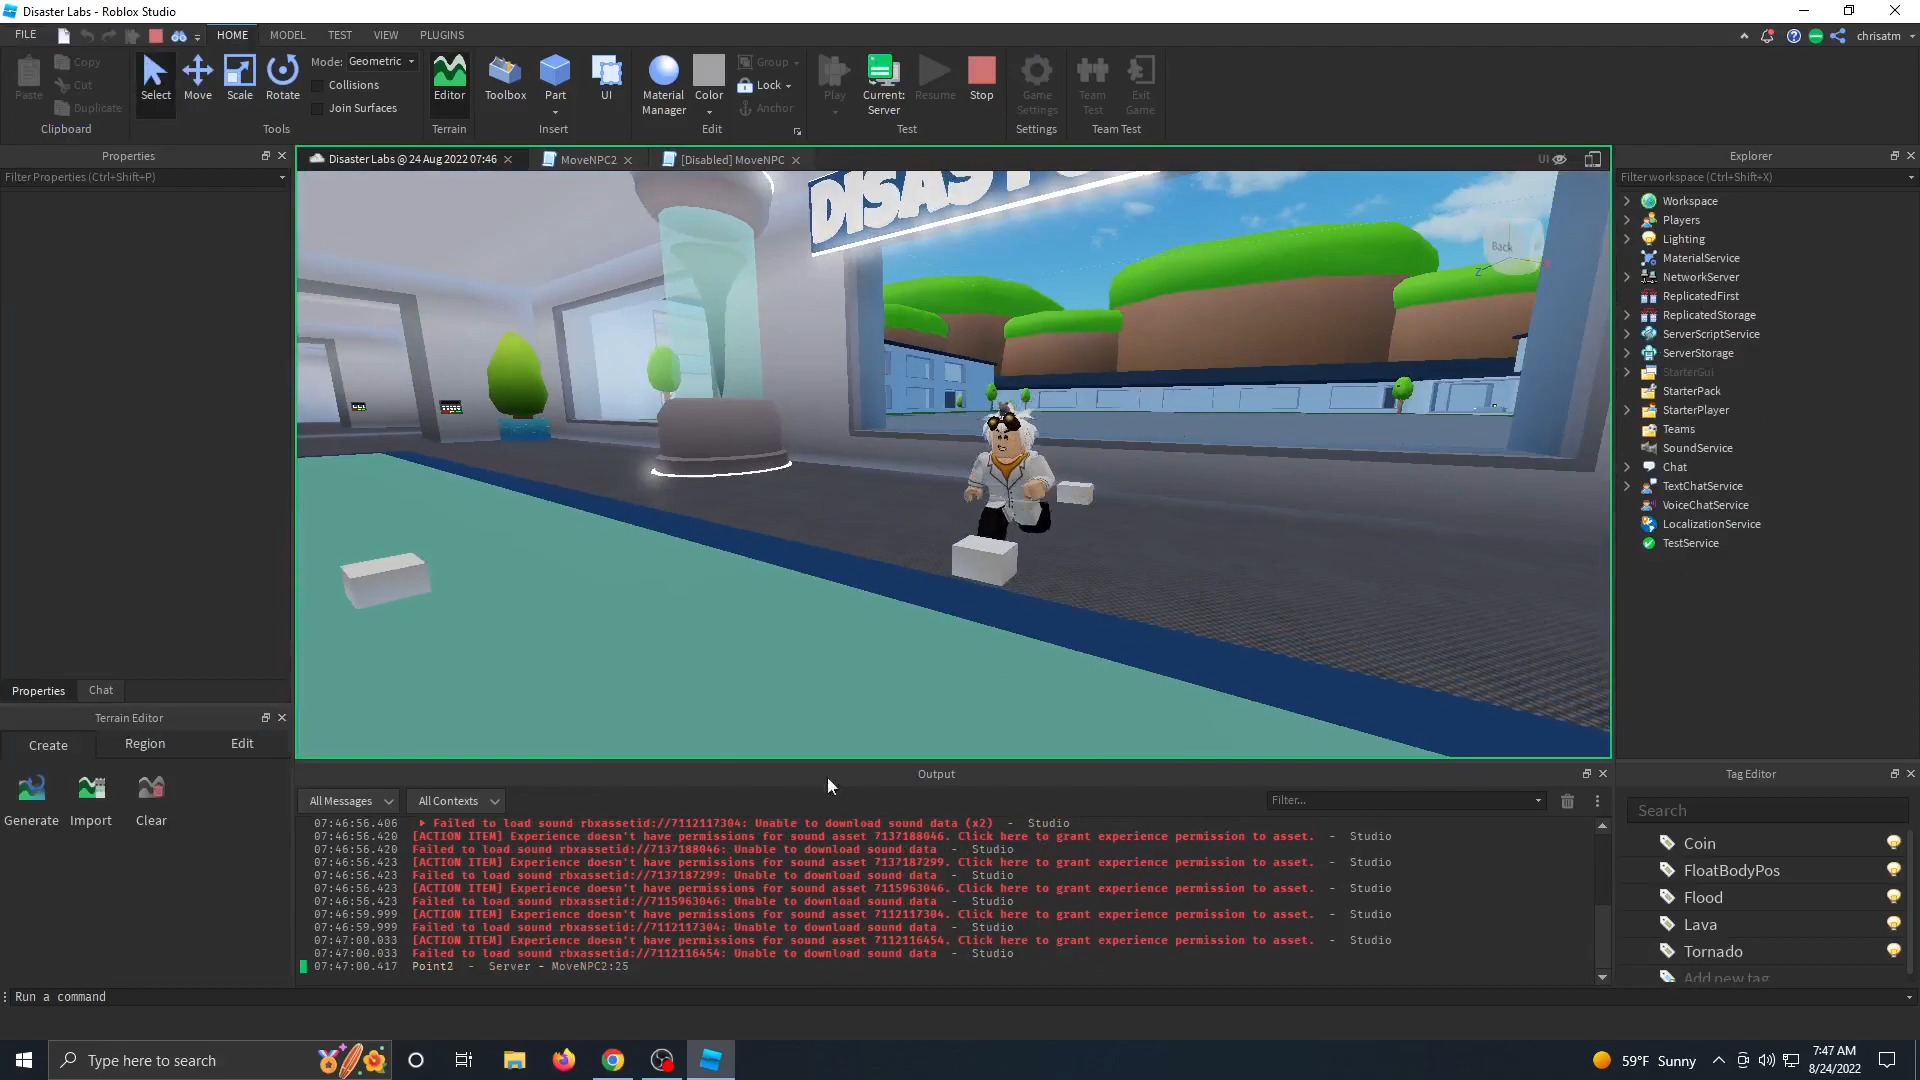 Disaster Labs - Roblox Studio
FILE
HOME
MODEL
TEST
VIEW
PLUGINS
chrisatm
Paste
Copy
Cut
Duplicate
Clipboard
Select
Move
Scale
Rotate
Mode: Geometric
Collisions
Join Surfaces
Tools
Editor
Terrain
Toolbox
Part
UI
Insert
Material Manager
Color
Group
Lock
Anchor
Edit
Play
Current: Server
Resume
Stop
Test
Game Settings
Settings
Team Test
Exit Game
Team Test
Properties
Filter Properties (Ctrl+Shift+P)
Properties
Chat
Terrain Editor
Create
Region
Edit
Generate
Import
Clear
Disaster Labs @ 24 Aug 2022 07:46
MoveNPC2
[Disabled] MoveNPC
UI
Back
Z
Explorer
Filter workspace (Ctrl+Shift+X)
Workspace
Players
Lighting
MaterialService
NetworkServer
ReplicatedFirst
ReplicatedStorage
ServerScriptService
ServerStorage
StarterGui
StarterPack
StarterPlayer
Teams
SoundService
Chat
TextChatService
VoiceChatService
LocalizationService
TestService
Output
All Messages
All Contexts
Filter...
07:46:56.406 Failed to load sound rbxassetid://7112117304: Unable to download sound data (x2) - Studio
07:46:56.420 [ACTION ITEM] Experience doesn't have permissions for sound asset 7137188046. Click here to grant experience permission to asset. - Studio
07:46:56.420 Failed to load sound rbxassetid://7137188046: Unable to download sound data - Studio
07:46:56.423 [ACTION ITEM] Experience doesn't have permissions for sound asset 7137187299. Click here to grant experience permission to asset. - Studio
07:46:56.423 Failed to load sound rbxassetid://7137187299: Unable to download sound data - Studio
07:46:56.423 [ACTION ITEM] Experience doesn't have permissions for sound asset 7115963046. Click here to grant experience permission to asset. - Studio
07:46:56.423 Failed to load sound rbxassetid://7115963046: Unable to download sound data - Studio
07:46:59.999 [ACTION ITEM] Experience doesn't have permissions for sound asset 7112117304. Click here to grant experience permission to asset. - Studio
07:46:59.999 Failed to load sound rbxassetid://7112117304: Unable to download sound data - Studio
07:47:00.033 [ACTION ITEM] Experience doesn't have permissions for sound asset 7112116454. Click here to grant experience permission to asset. - Studio
07:47:00.033 Failed to load sound rbxassetid://7112116454: Unable to download sound data - Studio
07:47:00.417 Point2 - Server - MoveNPC2:25
Tag Editor
Search
Coin
FloatBodyPos
Flood
Lava
Tornado
Add new tag
Run a command
Type here to search
59°F Sunny
7:47 AM
8/24/2022